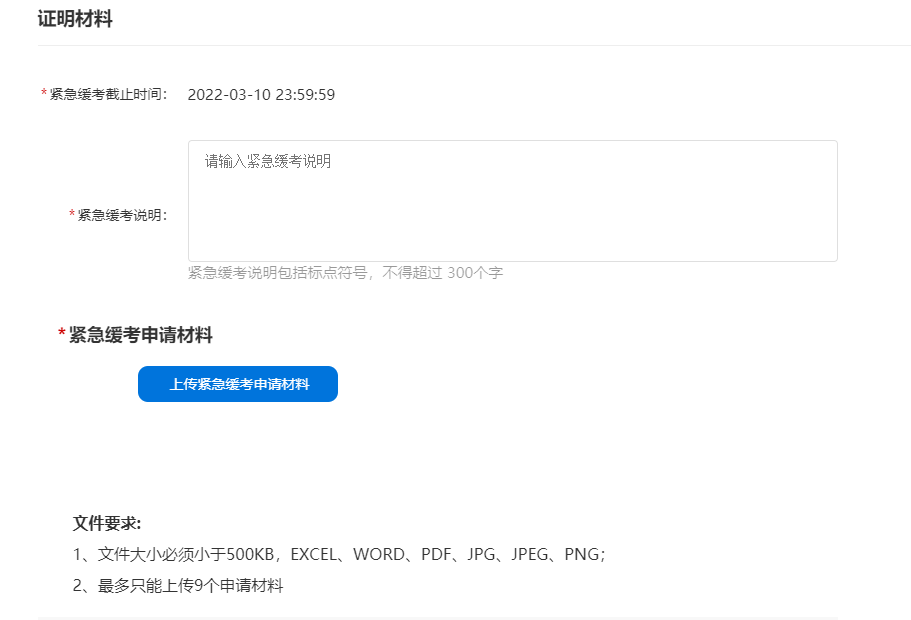 证明材料
*紧急缓考截止时间： 2022-03-10 23:59:59
请输入紧急缓考说明
*紧急缓考说明：
紧急缓考说明包括标点符号，不得超过 300个字
*紧急缓考申请材料
上传紧急缓考申请材料
文件要求:
1、文件大小必须小于500KB，EXCEL、WORD、PDF、JPG、JPEG、PNG；
2、最多只能上传9个申请材料